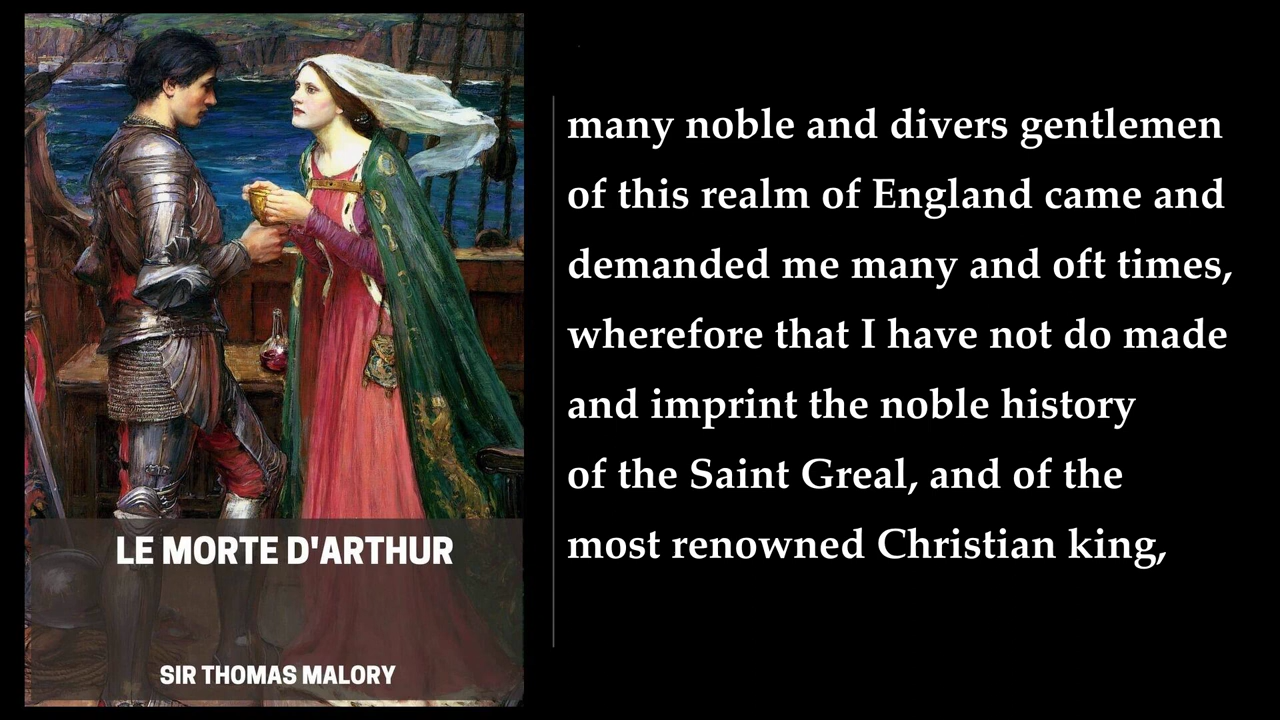 LE MORTE D'ARTHUR
SIR THOMAS MALORY
many noble and divers gentlemen
of this realm of England came and
demanded me many and oft times,
wherefore that I have not do made
and imprint the noble history
of the Saint Greal, and of the
most renowned Christian king,